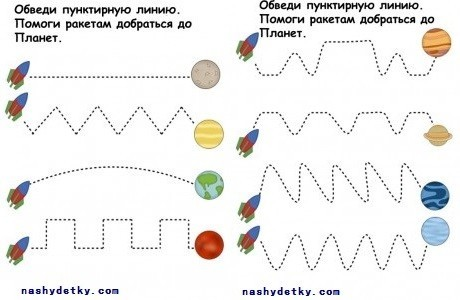 Обведи пунктирную линию.
Помоги ракетам добраться до
Планет.
nashydetky.com
Обведи пунктирную линию.
Помоги ракетам добраться до
Планет.
nashydetky.com